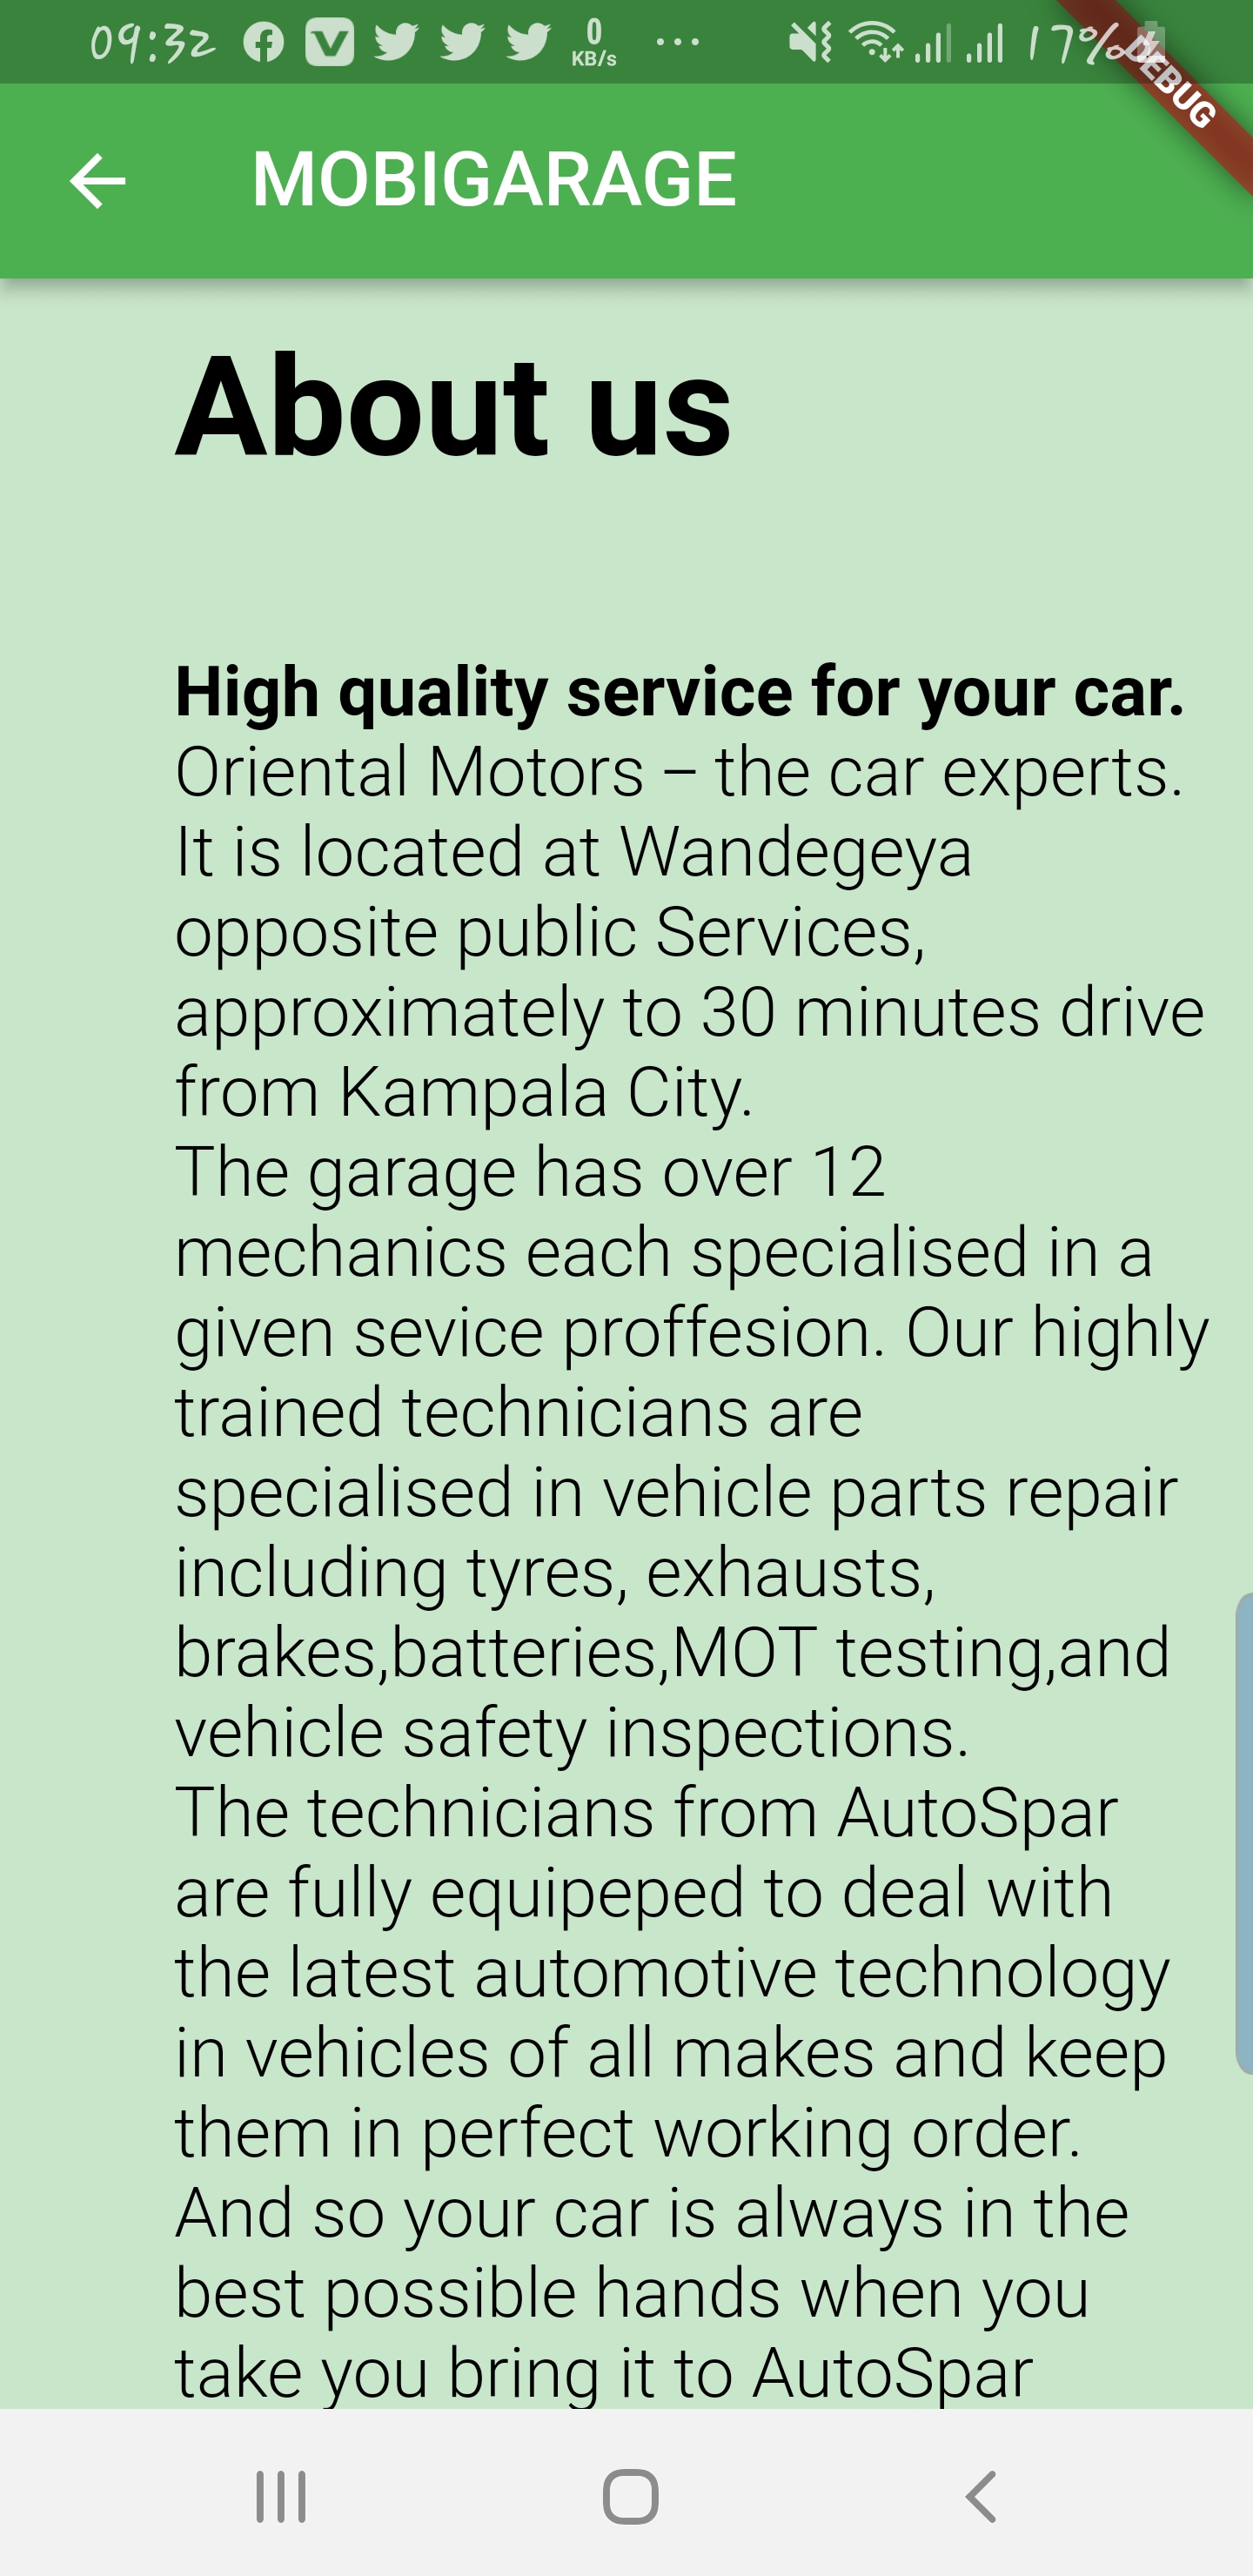 09:32 0 KB/s ... 17%
DEBUG
MOBIGARAGE
About us
High quality service for your car.
Oriental Motors – the car experts.
It is located at Wandegeya
opposite public Services,
approximately to 30 minutes drive
from Kampala City.
The garage has over 12
mechanics each specialised in a
given sevice proffesion. Our highly
trained technicians are
specialised in vehicle parts repair
including tyres, exhausts,
brakes,batteries,MOT testing,and
vehicle safety inspections.
The technicians from AutoSpar
are fully equipeped to deal with
the latest automotive technology
in vehicles of all makes and keep
them in perfect working order.
And so your car is always in the
best possible hands when you
take you bring it to AutoSpar